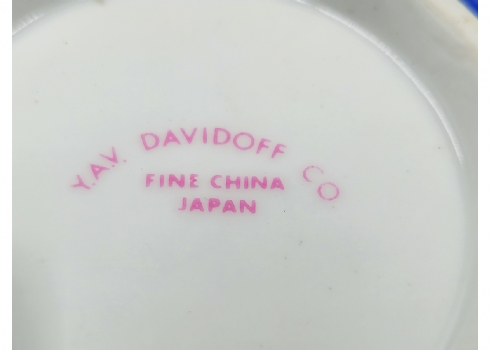 Y.A.V. DAVIDOFF CO.
FINE CHINA
JAPAN